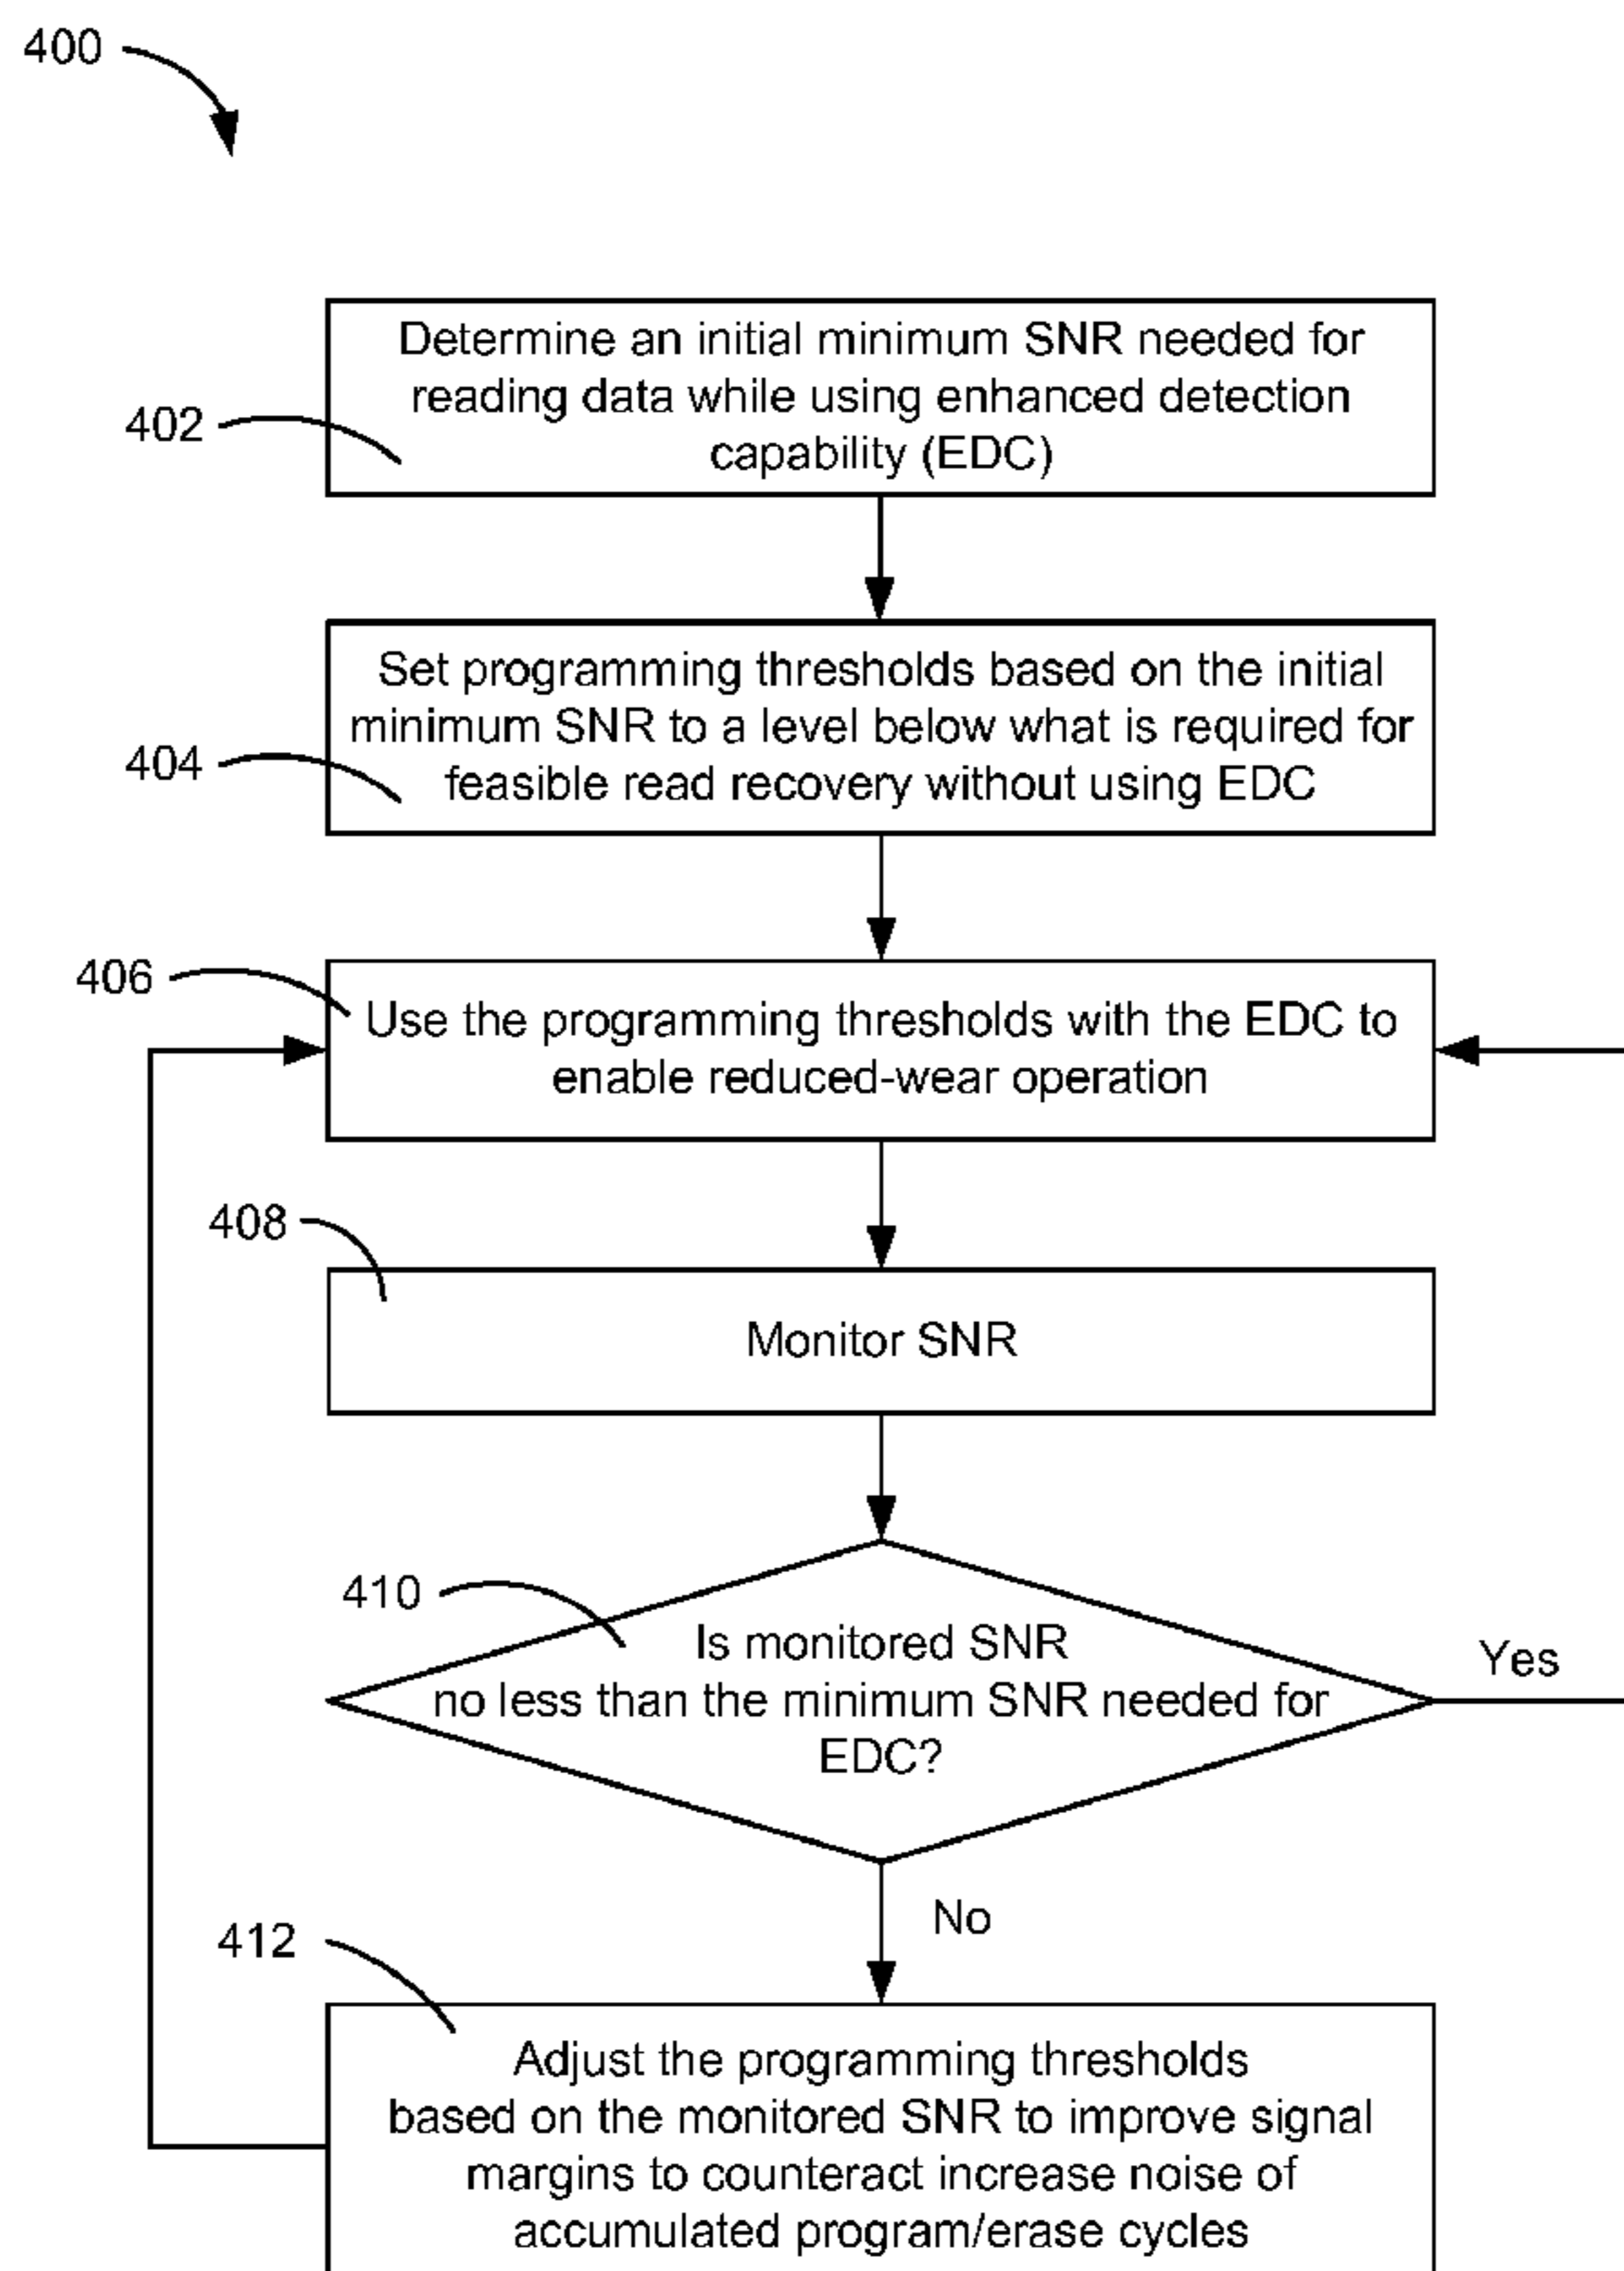 400
Determine an initial minimum SNR needed for
reading data while using enhanced detection
capability (EDC)
402
Set programming thresholds based on the initial
minimum SNR to a level below what is required for
feasible read recovery without using EDC
404
406
Use the programming thresholds with the EDC to
enable reduced-wear operation
408
Monitor SNR
410
Is monitored SNR
no less than the minimum SNR needed for
EDC?
Yes
No
412
Adjust the programming thresholds
based on the monitored SNR to improve signal
margins to counteract increase noise of
accumulated program/erase cycles